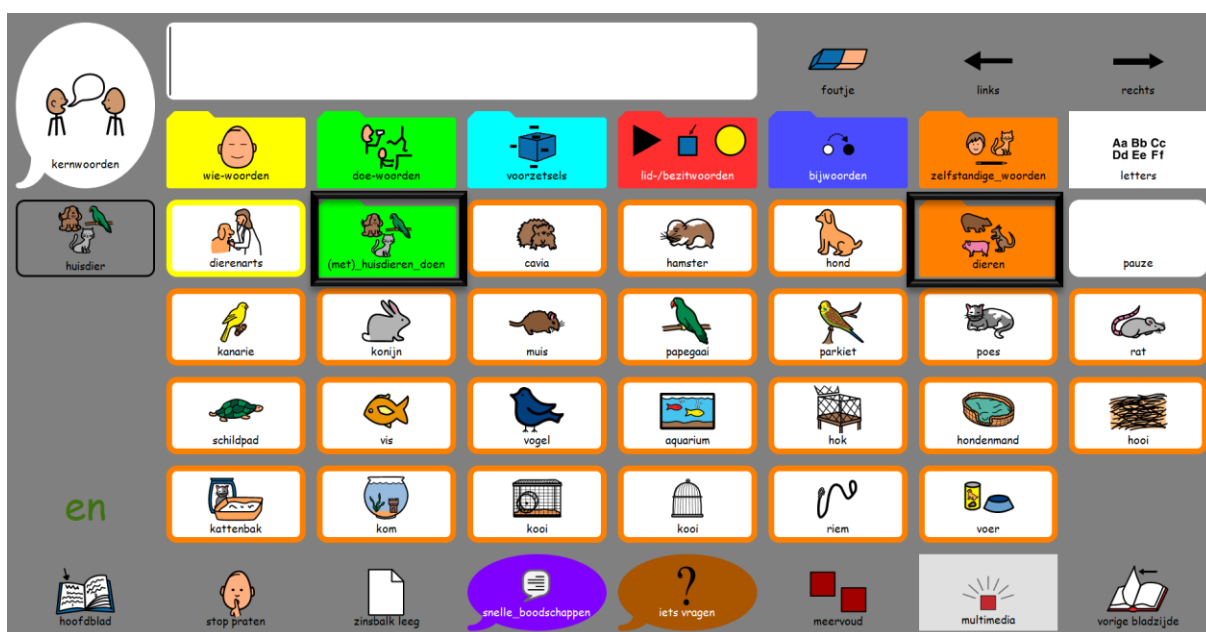 foutje
links
rechts
kernwoorden
wie-woorden
doe-woorden
voorzetsels
lid-/bezitwoorden
bijwoorden
zelfstandige_woorden
Aa Bb Cc
Dd Ee Ff
letters
huisdier
dierenarts
(met)_huisdieren_doen
cavia
hamster
hond
dieren
pauze
kanarie
konijn
muis
papegaai
parkiet
poes
rat
schildpad
vis
vogel
aquarium
hok
hondenmand
hooi
en
kattenbak
kom
kooi
kooi
riem
voer
hoofdblad
stop praten
zinsbalk leeg
snelle_boodschappen
?
iets vragen
meervoud
multimedia
vorige bladzijde